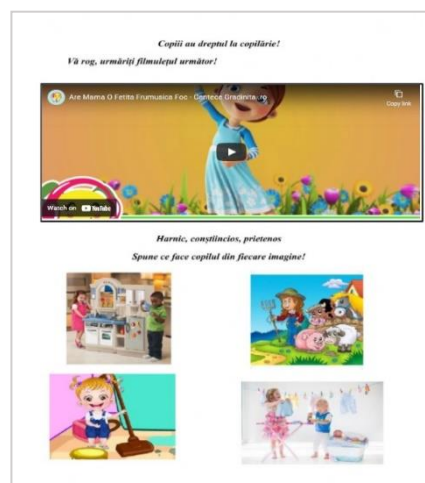 Copiii au dreptul la copilărie!
Vă rog, urmăriți filmulețul următor!
Are Mama O Fetita Frumusica Foc - Cantece Gradinita .ro
Copy link
Watch on YouTube
Harnic, conștiincios, prietenos
Spune ce face copilul din fiecare imagine!